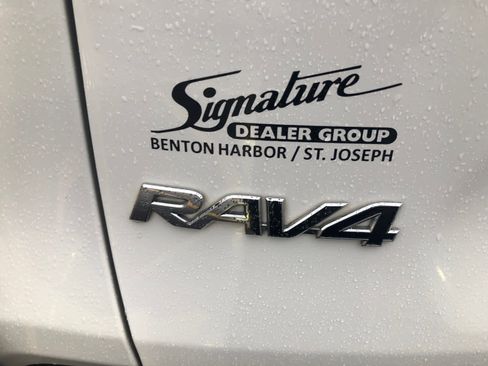 Signature
DEALER GROUP
BENTON HARBOR / ST. JOSEPH
RAV4